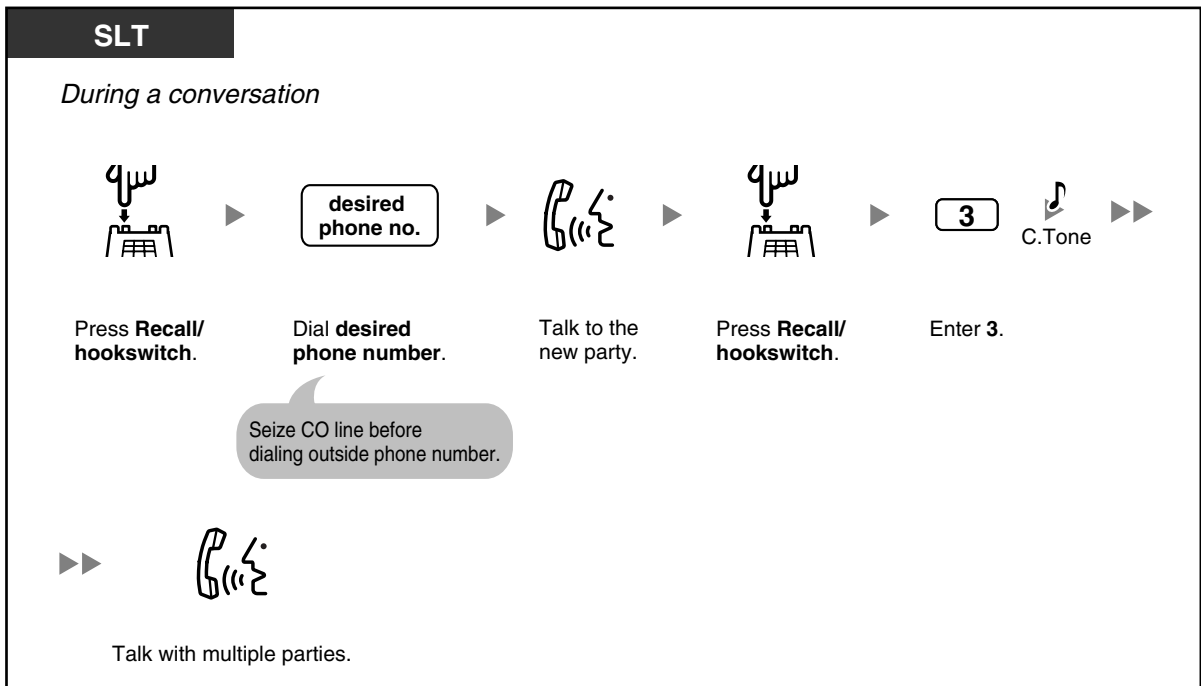 SLT
During a conversation
desired
phone no.
3
C.Tone
Press Recall/
hookswitch.
Dial desired
phone number.
Talk to the
new party.
Press Recall/
hookswitch.
Enter 3.
Seize CO line before
dialing outside phone number.
Talk with multiple parties.